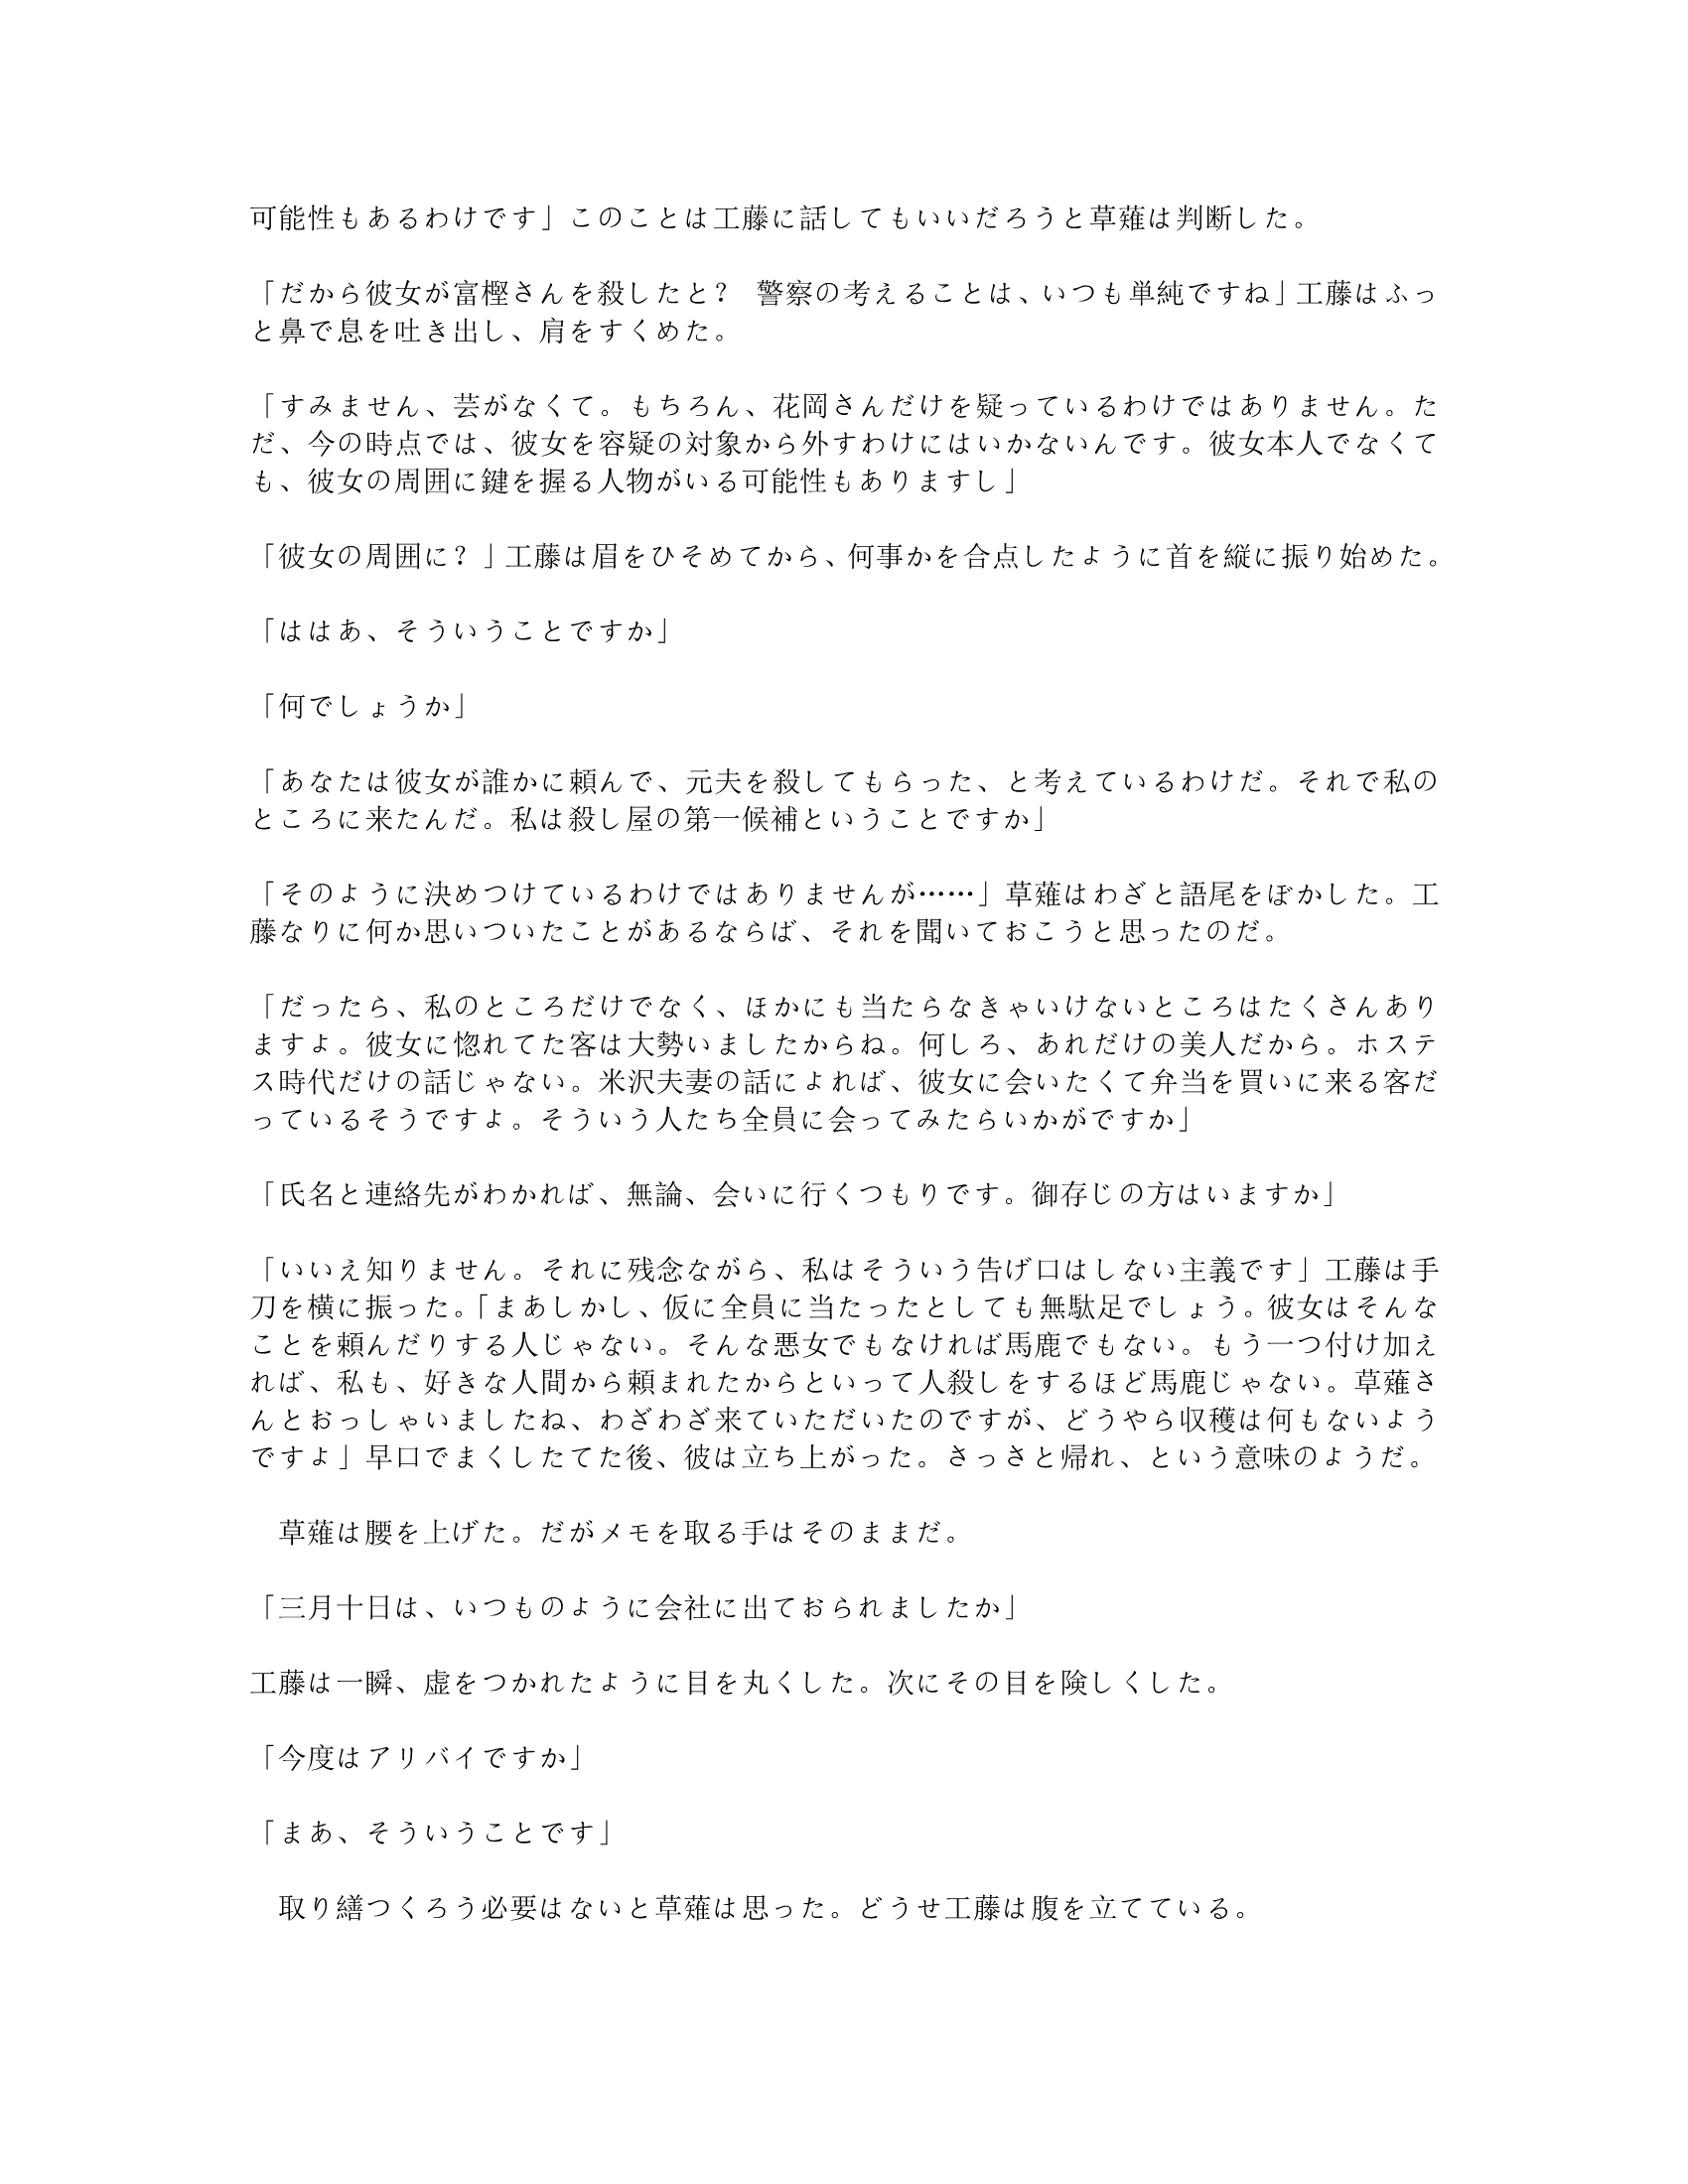 可能性もあるわけです」このことは工藤に話してもいいだろうと草薙は判断した。
「だから彼女が富樫さんを殺したと？　警察の考えることは、いつも単純ですね」工藤はふっ
と鼻で息を吐き出し、肩をすくめた。
「すみません、芸がなくて。もちろん、花岡さんだけを疑っているわけではありません。た
だ、今の時点では、彼女を容疑の対象から外すわけにはいかないんです。彼女本人でなくて
も、彼女の周囲に鍵を握る人物がいる可能性もありますし」
「彼女の周囲に？」工藤は眉をひそめてから、何事かを合点したように首を縦に振り始めた。
「ははあ、そういうことですか」
「何でしょうか」
「あなたは彼女が誰かに頼んで、元夫を殺してもらった、と考えているわけだ。それで私の
ところに来たんだ。私は殺し屋の第一候補ということですか」
「そのように決めつけているわけではありませんが……」草薙はわざと語尾をぼかした。工
藤なりに何か思いついたことがあるならば、それを聞いておこうと思ったのだ。
「だったら、私のところだけでなく、ほかにも当たらなきゃいけないところはたくさんあり
ますよ。彼女に惚れてた客は大勢いましたからね。何しろ、あれだけの美人だから。ホステ
ス時代だけの話じゃない。米沢夫妻の話によれば、彼女に会いたくて弁当を買いに来る客だ
っているそうですよ。そういう人たち全員に会ってみたらいかがですか」
「氏名と連絡先がわかれば、無論、会いに行くつもりです。御存じの方はいますか」
「いいえ知りません。それに残念ながら、私はそういう告げ口はしない主義です」工藤は手
刀を横に振った。「まあしかし、仮に全員に当たったとしても無駄足でしょう。彼女はそんな
ことを頼んだりする人じゃない。そんな悪女でもなければ馬鹿でもない。もう一つ付け加え
れば、私も、好きな人間から頼まれたからといって人殺しをするほど馬鹿じゃない。草薙さ
んとおっしゃいましたね、わざわざ来ていただいたのですが、どうやら収穫は何もないよう
ですよ」早口でまくしたてた後、彼は立ち上がった。さっさと帰れ、という意味のようだ。
　草薙は腰を上げた。だがメモを取る手はそのままだ。
「三月十日は、いつものように会社に出ておられましたか」
工藤は一瞬、虚をつかれたように目を丸くした。次にその目を険しくした。
「今度はアリバイですか」
「まあ、そういうことです」
　取り繕つくろう必要はないと草薙は思った。どうせ工藤は腹を立てている。